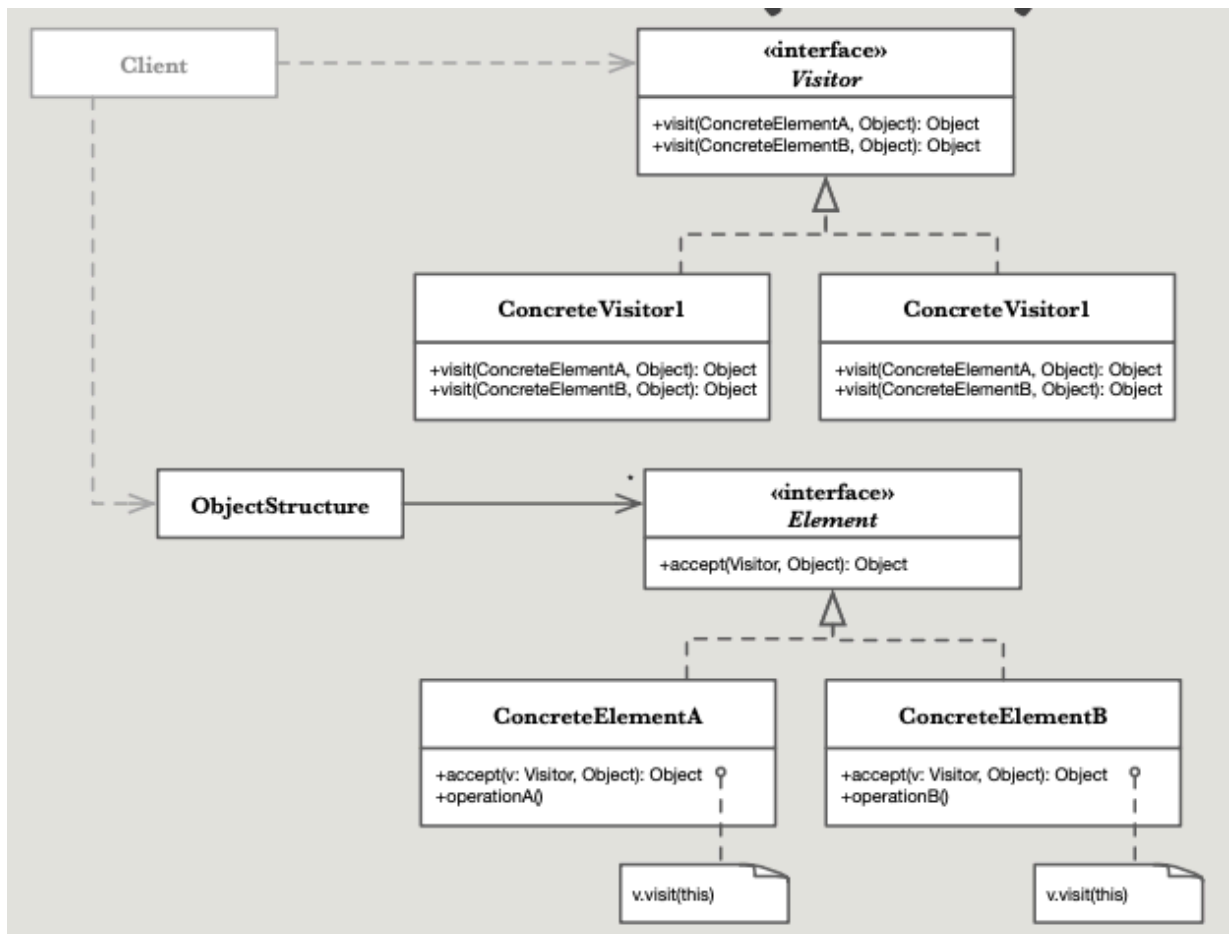 Client
«interface»
Visitor
+visit(ConcreteElementA, Object): Object
+visit(ConcreteElementB, Object): Object
ConcreteVisitor1
+visit(ConcreteElementA, Object): Object
+visit(ConcreteElementB, Object): Object
ConcreteVisitor1
+visit(ConcreteElementA, Object): Object
+visit(ConcreteElementB, Object): Object
ObjectStructure
*
«interface»
Element
+accept(Visitor, Object): Object
ConcreteElementA
+accept(v: Visitor, Object): Object
+operationA()
ConcreteElementB
+accept(v: Visitor, Object): Object
+operationB()
v.visit(this)
v.visit(this)